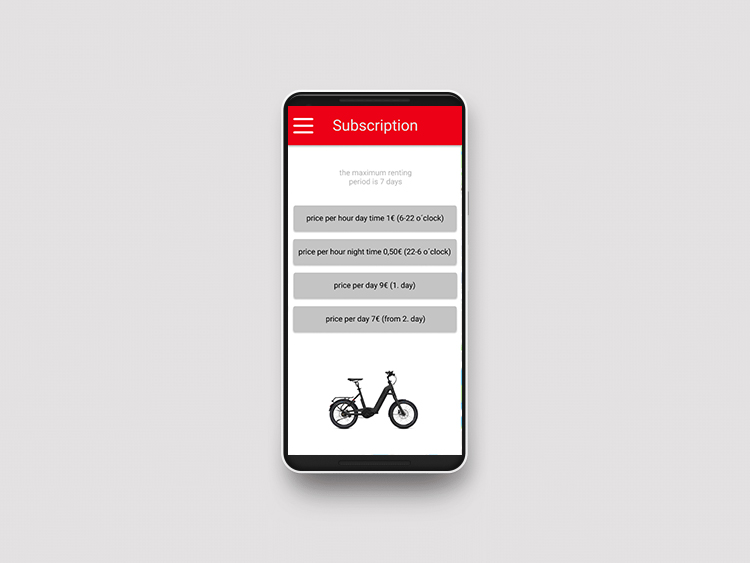 Subscription
the maximum renting
period is 7 days
price per hour day time 1€ (6-22 o´clock)
price per hour night time 0,50€ (22-6 o´clock)
price per day 9€ (1. day)
price per day 7€ (from 2. day)